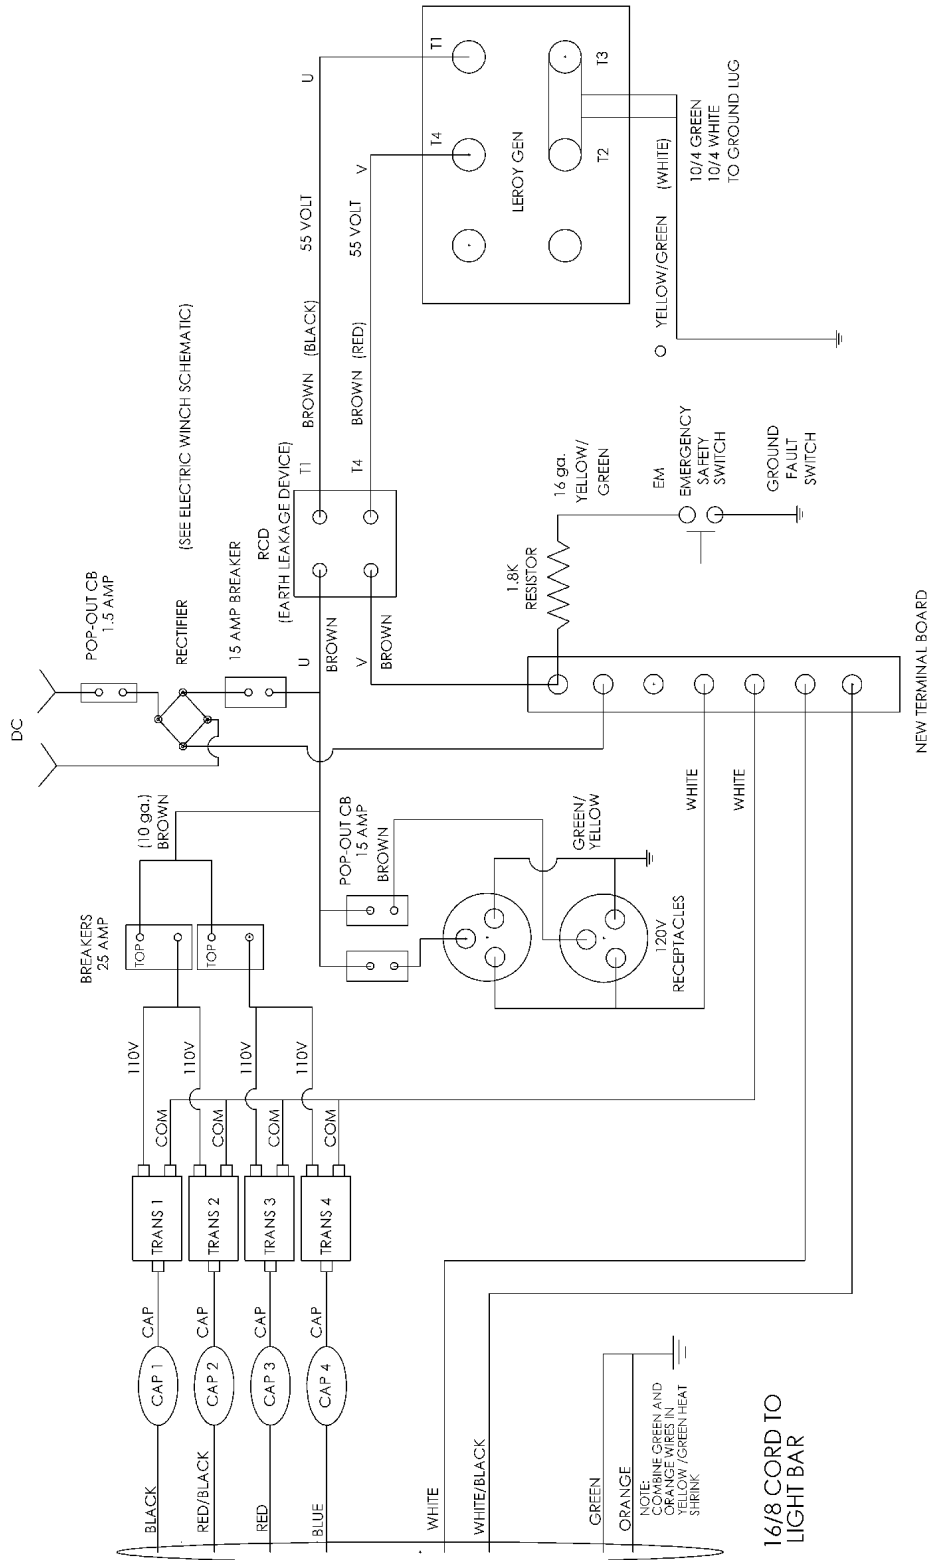 DC
POP-OUT CB
1.5 AMP
RECTIFIER
(SEE ELECTRIC WINCH SCHEMATIC)
15 AMP BREAKER
RCD
(EARTH LEAKAGE DEVICE)
U
BROWN
V
BROWN
T1
BROWN (BLACK)
55 VOLT
U
T4
BROWN (RED)
55 VOLT
V
T1
T4
LEROY GEN
T2
T3
YELLOW/GREEN (WHITE)
10/4 GREEN
10/4 WHITE
TO GROUND LUG
16 ga.
YELLOW/
GREEN
1.8K
RESISTOR
EM
EMERGENCY
SAFETY
SWITCH
GROUND
FAULT
SWITCH
NEW TERMINAL BOARD
BREAKERS
25 AMP
TOP
TOP
(10 ga.)
BROWN
POP-OUT CB
15 AMP
BROWN
GREEN/
YELLOW
120V
RECEPTACLES
WHITE
WHITE
110V
COM
110V
COM
110V
COM
110V
COM
TRANS 1
TRANS 2
TRANS 3
TRANS 4
CAP
CAP
CAP
CAP
CAP 1
CAP 2
CAP 3
CAP 4
BLACK
RED/BLACK
RED
BLUE
WHITE
WHITE/BLACK
GREEN
ORANGE
NOTE:
COMBINE GREEN AND
ORANGE WIRES IN
YELLOW /GREEN HEAT
SHRINK
16/8 CORD TO
LIGHT BAR